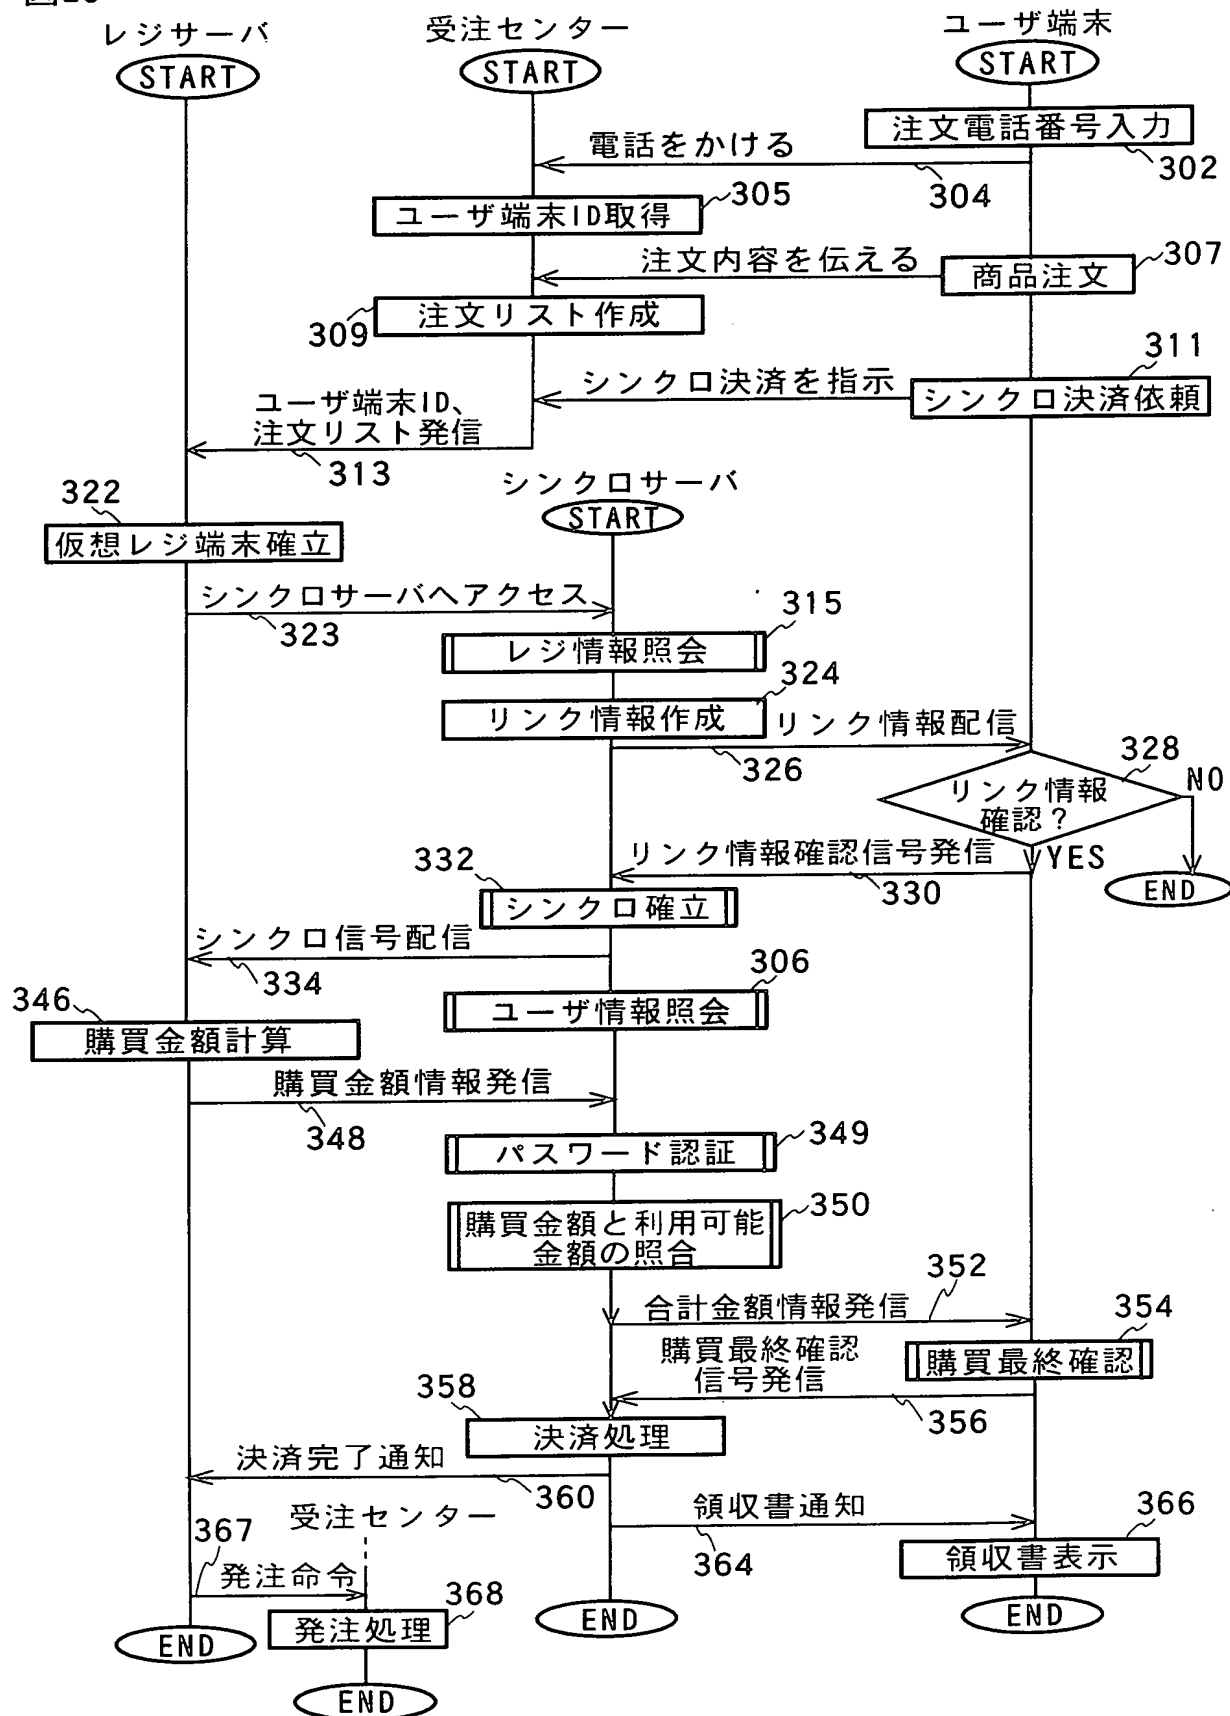 レジサーバ
受注センター
ユーザ端末
START
START
START
注文電話番号入力
302
電話をかける
304
305
ユーザ端末ID取得
注文内容を伝える
商品注文
307
309
注文リスト作成
311
シンクロ決済を指示
シンクロ決済依頼
ユーザ端末ID、
注文リスト発信
313
シンクロサーバ
START
322
仮想レジ端末確立
シンクロサーバへアクセス
323
315
レジ情報照会
324
リンク情報作成
リンク情報配信
326
328
リンク情報
確認?
NO
YES
END
リンク情報確認信号発信
330
332
シンクロ確立
シンクロ信号配信
334
306
ユーザ情報照会
346
購買金額計算
購買金額情報発信
348
パスワード認証
349
購買金額と利用可能
金額の照合
350
352
合計金額情報発信
354
購買最終確認
購買最終確認
信号発信
356
358
決済処理
決済完了通知
360
領収書通知
364
366
領収書表示
受注センター
367
発注命令
368
発注処理
END
END
END
END